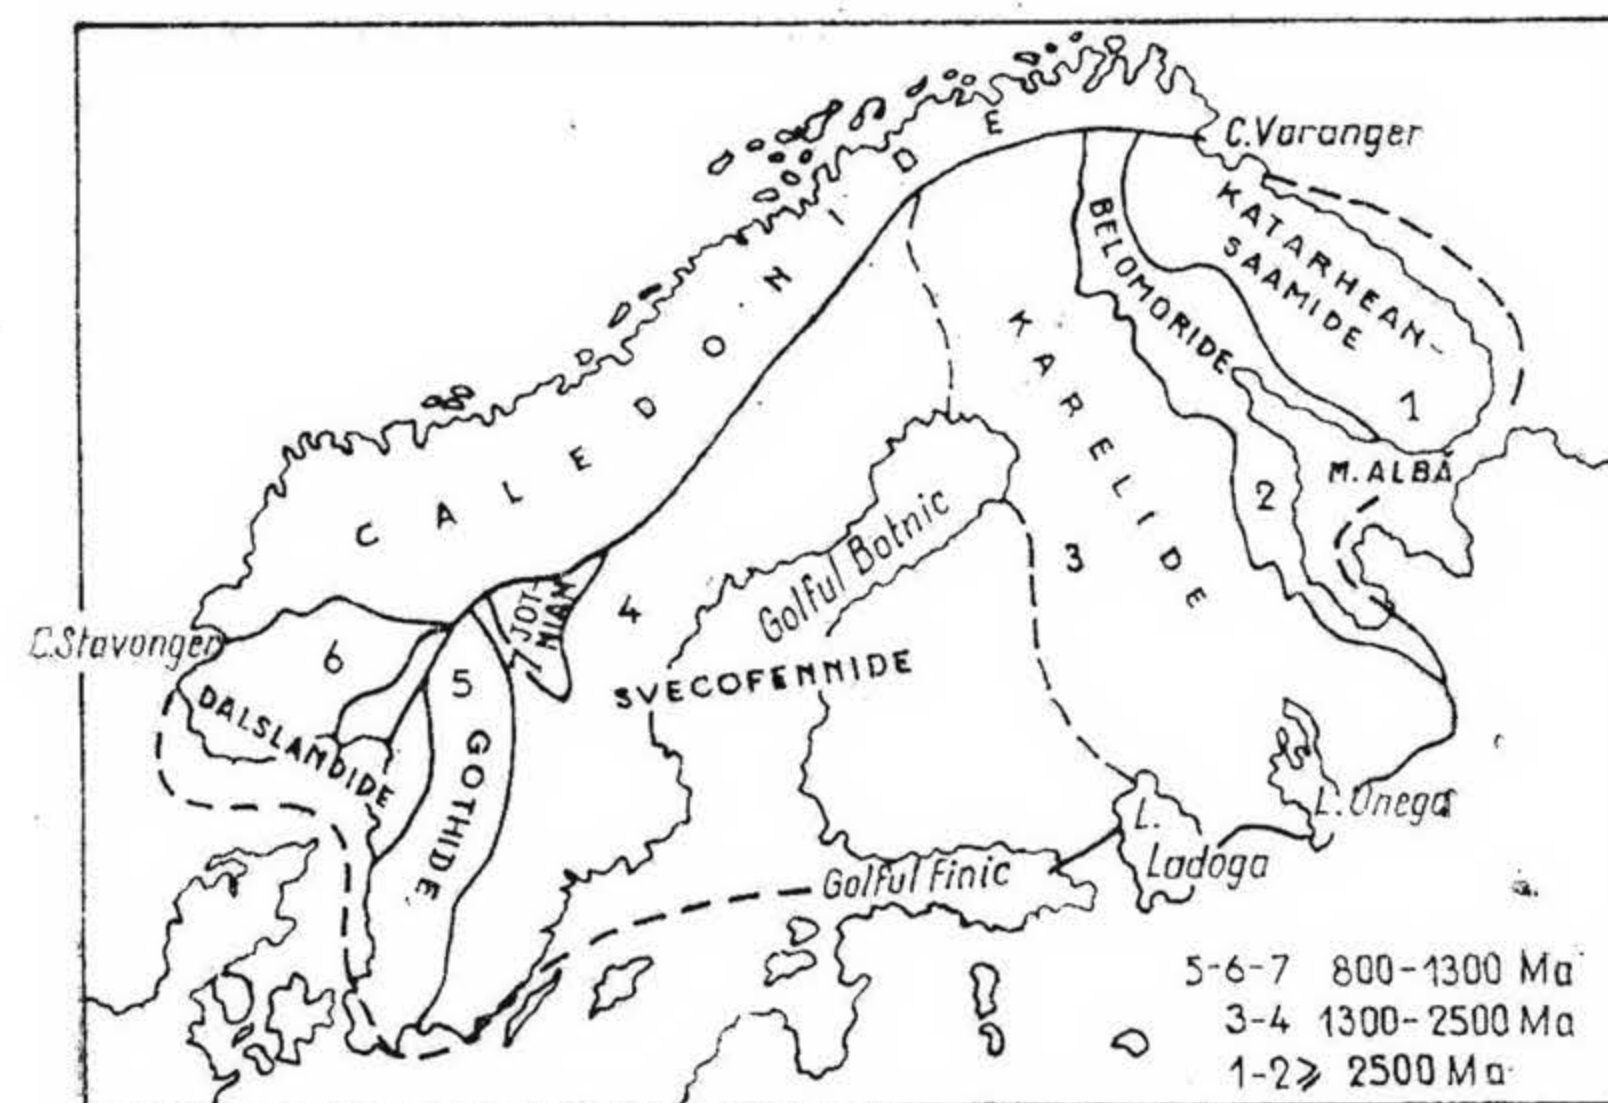 CALEDONIDE
C.Varanger
KATARHEAN-
SAAMIDE
1
BELOMORIDE
2
M.ALBĂ
KARELIDE
3
Golful Botnic
4
SVECOFENNIDE
JOT-
NIAN
7
C.Stavanger
6
DALSLANDIDE
5
GOTHIDE
L.Onega
L.
Ladoga
Golful Finic
5-6-7 800-1300 Ma
3-4 1300-2500 Ma
1-2⩾ 2500 Ma